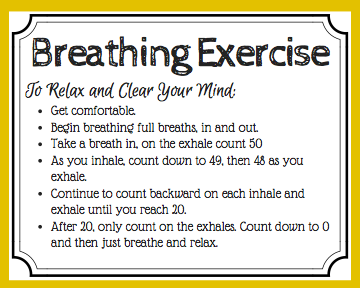 Breathing Exercise
To Relax and Clear Your Mind:
• Get comfortable.
• Begin breathing full breaths, in and out.
• Take a breath in, on the exhale count 50
• As you inhale, count down to 49, then 48 as you
exhale.
• Continue to count backward on each inhale and
exhale until you reach 20.
• After 20, only count on the exhales. Count down to 0
and then just breathe and relax.